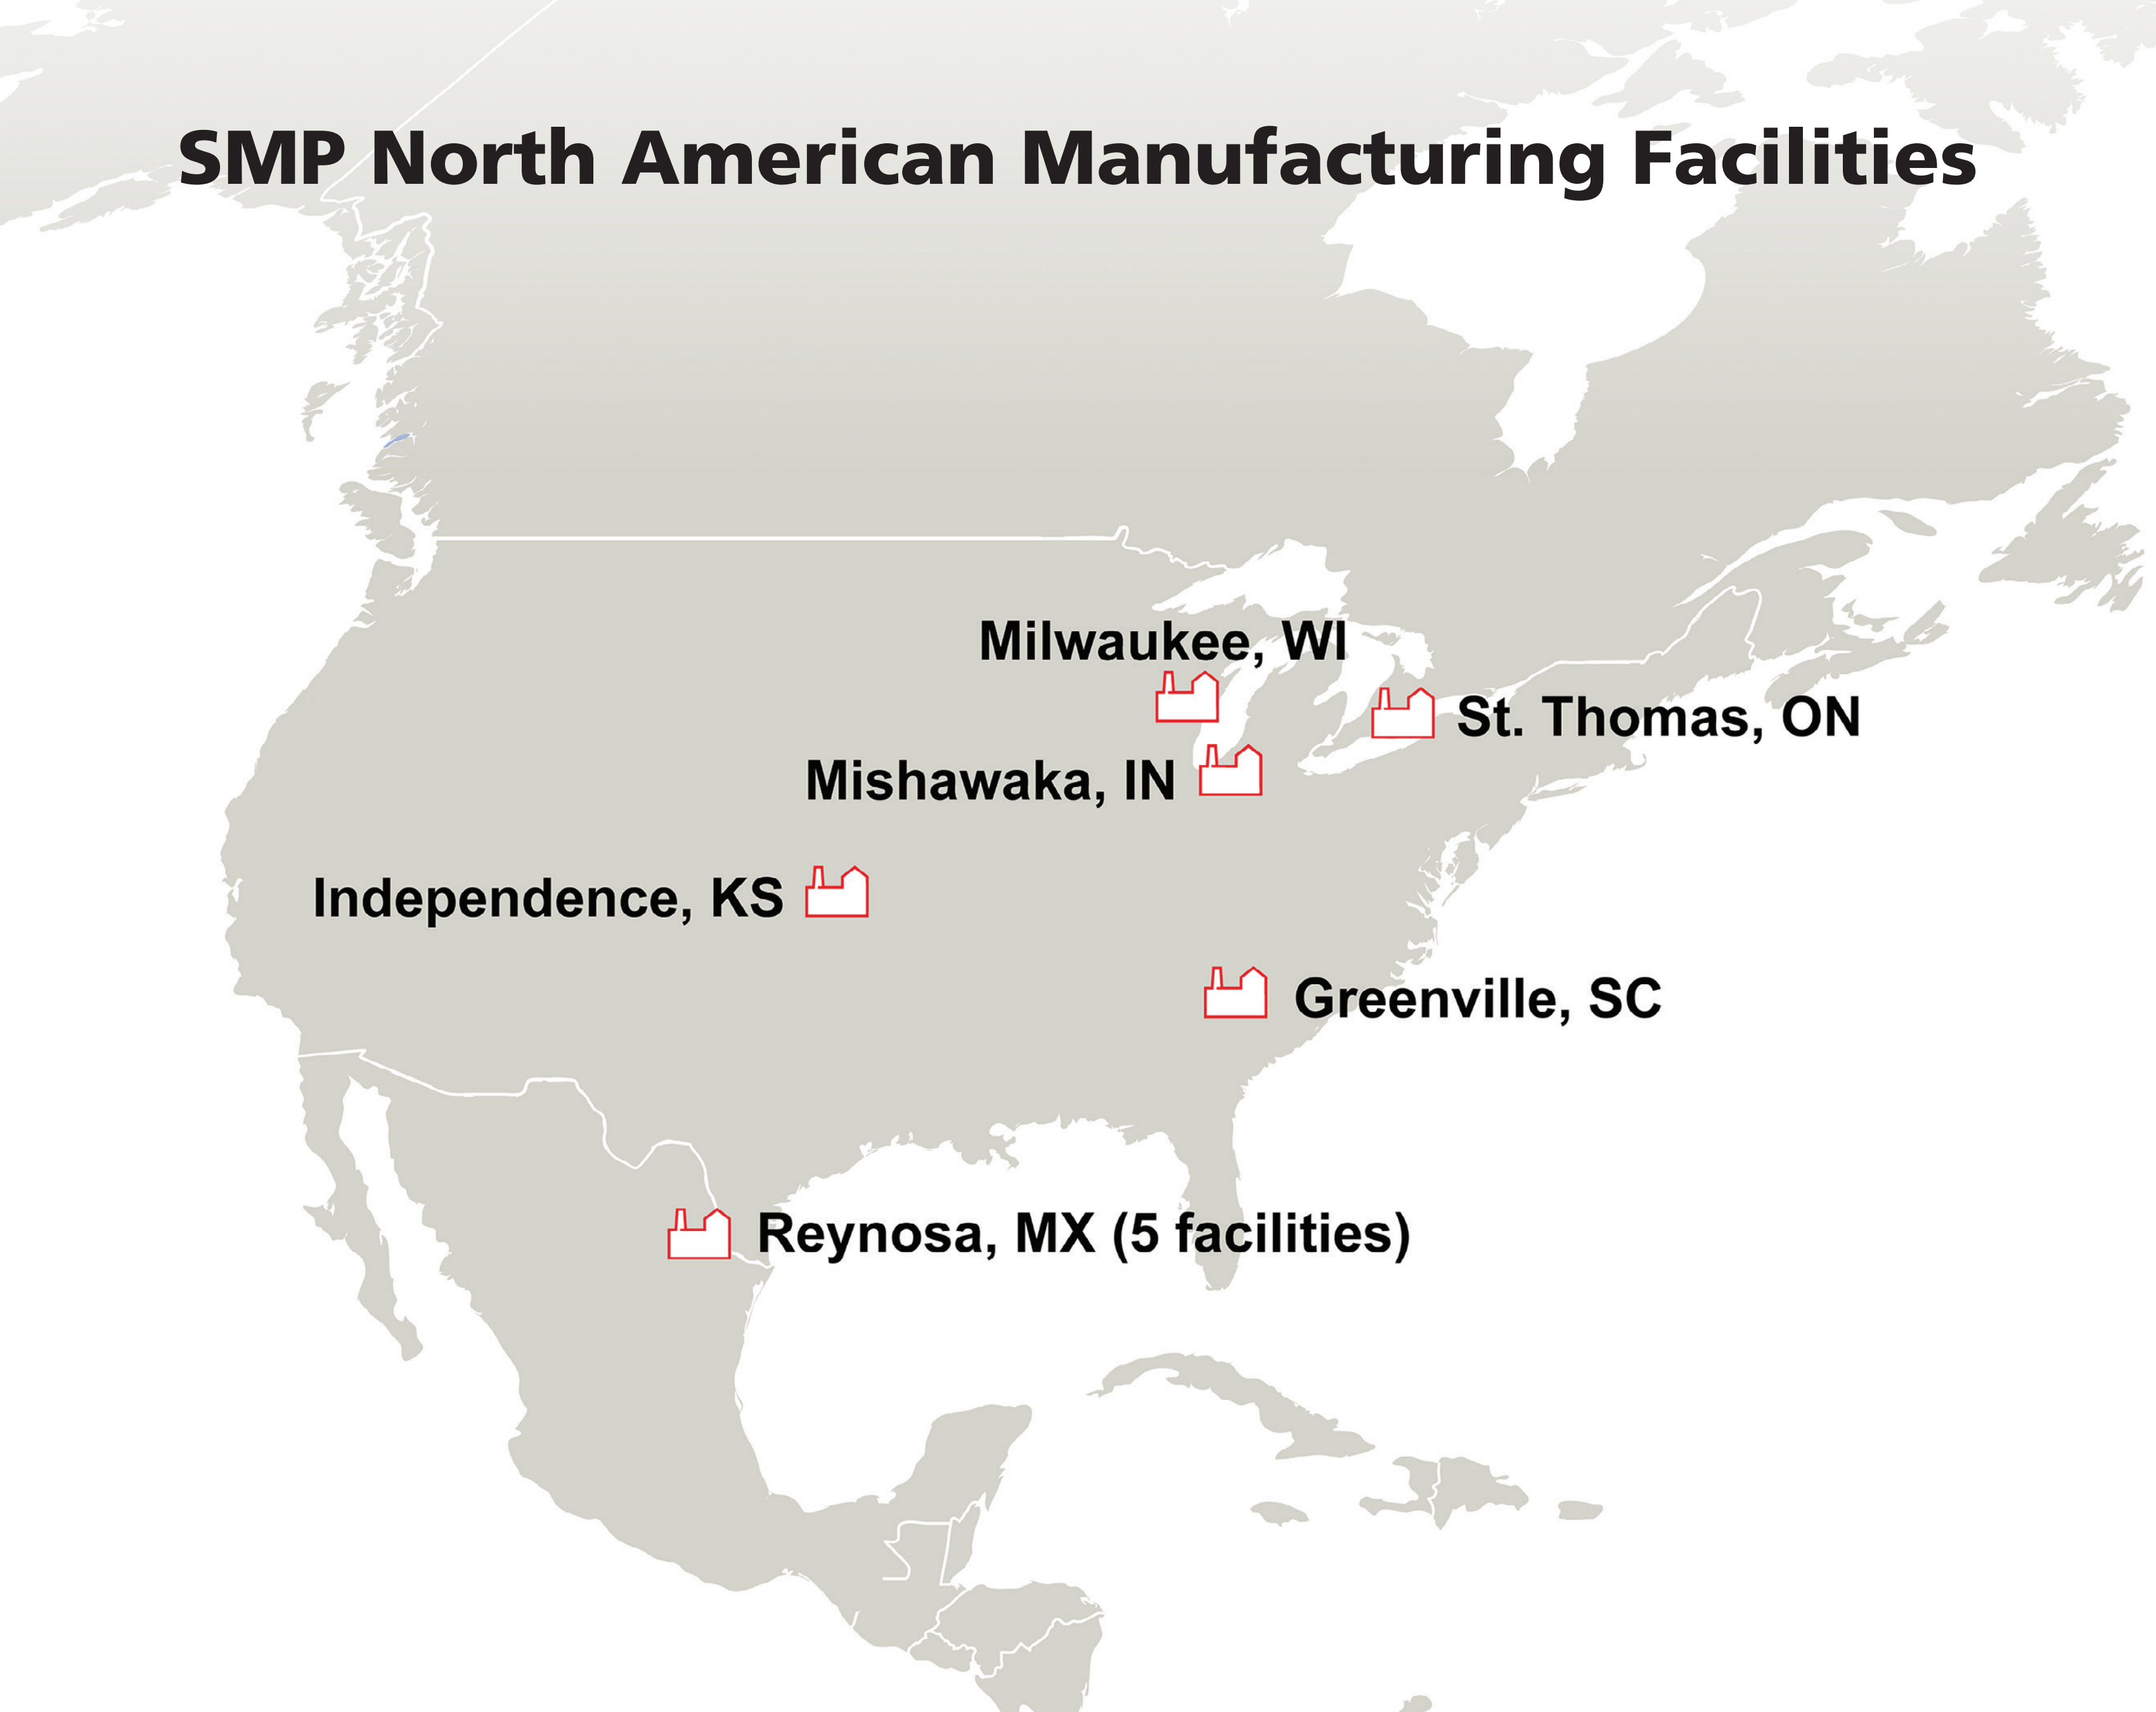 SMP North American Manufacturing Facilities
Milwaukee, WI
St. Thomas, ON
Mishawaka, IN
Independence, KS
Greenville, SC
Reynosa, MX (5 facilities)